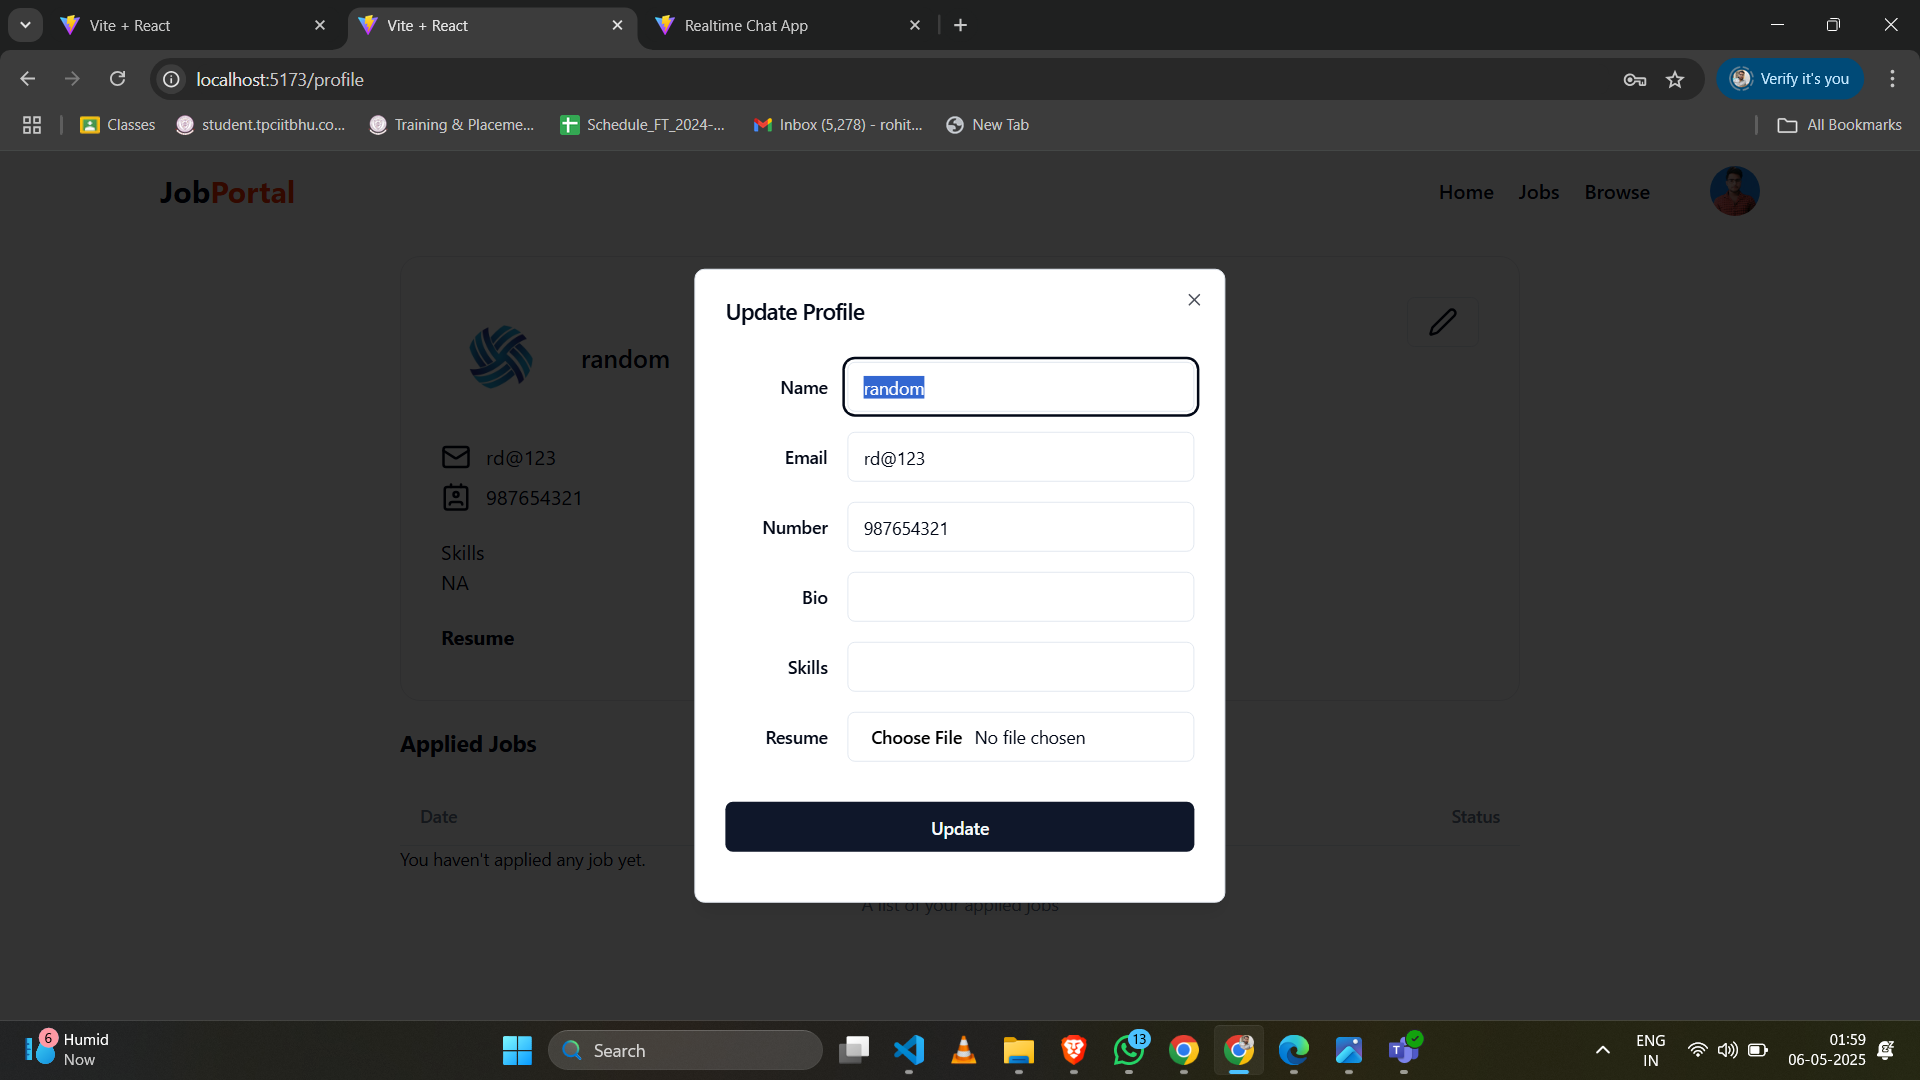 Vite + React
Vite + React
Realtime Chat App
localhost:5173/profile
Verify it's you
Classes
student.tpciitbhu.co...
Training & Placeme...
Schedule_FT_2024-...
Inbox (5,278) - rohit...
New Tab
All Bookmarks
JobPortal
Home
Jobs
Browse
random
rd@123
987654321
Skills
NA
Resume
Applied Jobs
Date
Status
You haven't applied any job yet.
A list of your applied jobs
Update Profile
Name
random
Email
rd@123
Number
987654321
Bio
Skills
Resume
Choose File No file chosen
Update
6
Humid
Now
Search
13
T
ENG
IN
01:59
06-05-2025